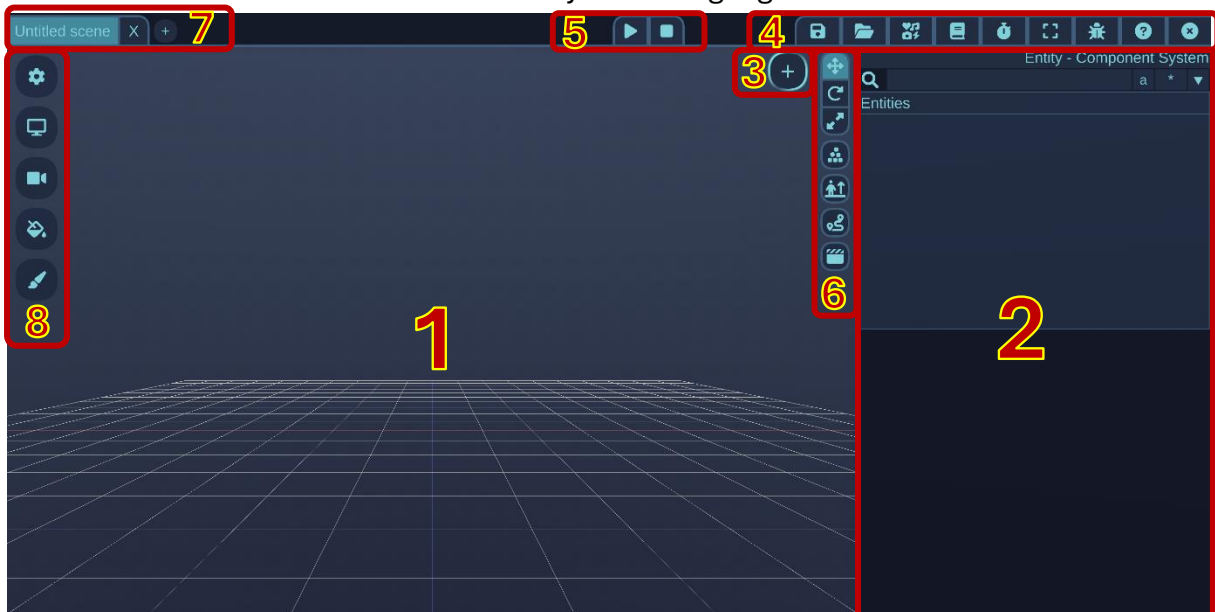 Untitled scene X + 7
5
4
3 +
Entity - Component System
a * ▼
Entities
8
1
6
2